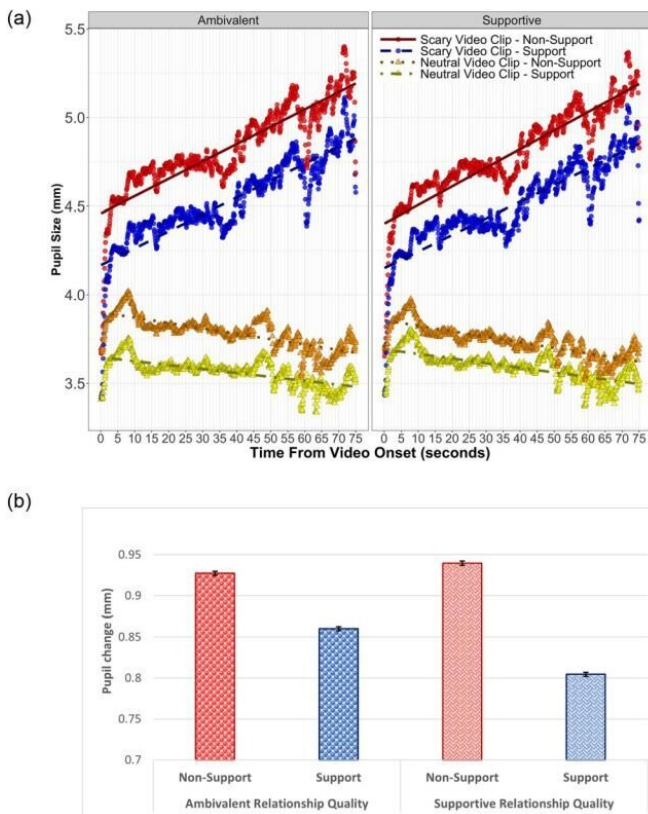 (a)
Ambivalent Supportive
Scary Video Clip - Non-Support
Scary Video Clip - Support
Neutral Video Clip - Non-Support
Neutral Video Clip - Support
Pupil Size (mm)
5.5
5.0
4.5
4.0
3.5
0 5 10 15 20 25 30 35 40 45 50 55 60 65 70 75 0 5 10 15 20 25 30 35 40 45 50 55 60 65 70 75
Time From Video Onset (seconds)
(b)
Pupil change (mm)
0.95
0.9
0.85
0.8
0.75
0.7
Non-Support Support Non-Support Support
Ambivalent Relationship Quality Supportive Relationship Quality